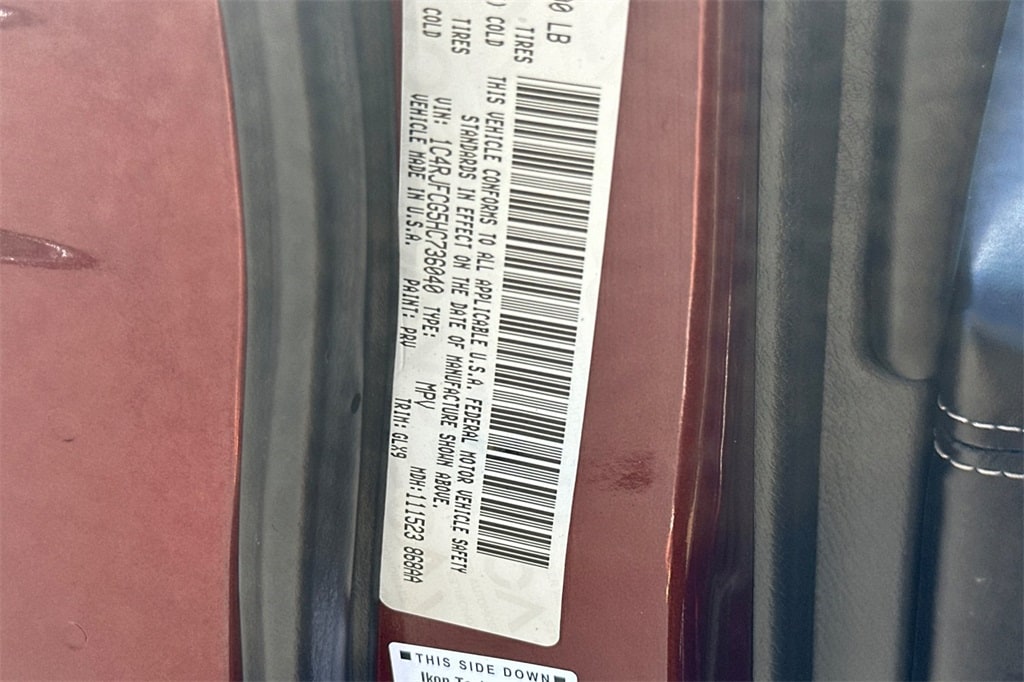 00 LB
TIRES
) COLD
TIRES
COLD
THIS VEHICLE CONFORMS TO ALL APPLICABLE U.S.A. FEDERAL MOTOR VEHICLE SAFETY
STANDARDS IN EFFECT ON THE DATE OF MANUFACTURE SHOWN ABOVE.
VIN: 1C4RJFCG5HC736040 TYPE: MPV
VEHICLE MADE IN U.S.A. PAINT: PRV TRIM: GLX9 MDH:111523 868AA
THIS SIDE DOWN